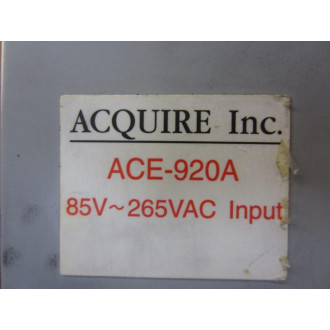 ACQUIRE Inc.
ACE-920A
85V~265VAC Input